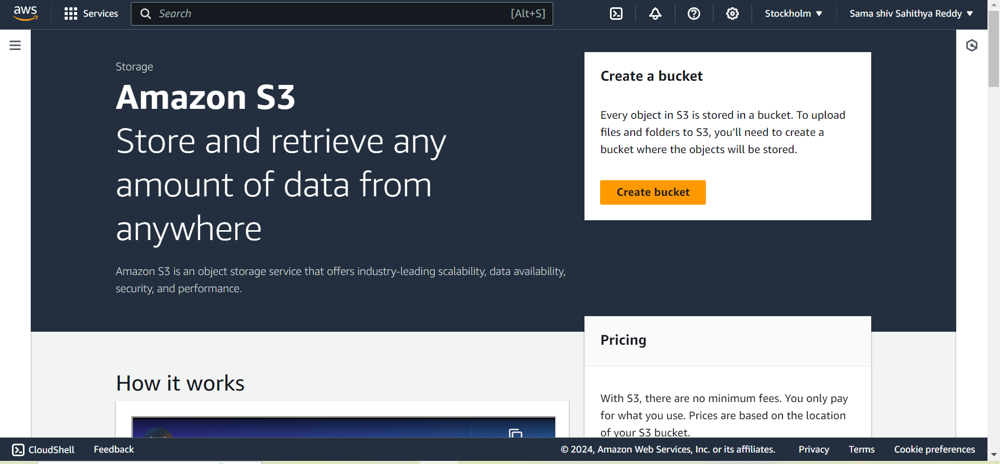 aws
Services
Search
[Alt+S]
Stockholm ▼
Sama shiv Sahithya Reddy ▼
Storage
Amazon S3
Store and retrieve any
amount of data from
anywhere
Amazon S3 is an object storage service that offers industry-leading scalability, data availability,
security, and performance.
Create a bucket
Every object in S3 is stored in a bucket. To upload
files and folders to S3, you’ll need to create a
bucket where the objects will be stored.
Create bucket
Pricing
With S3, there are no minimum fees. You only pay
for what you use. Prices are based on the location
of your S3 bucket.
How it works
CloudShell
Feedback
© 2024, Amazon Web Services, Inc. or its affiliates.
Privacy
Terms
Cookie preferences